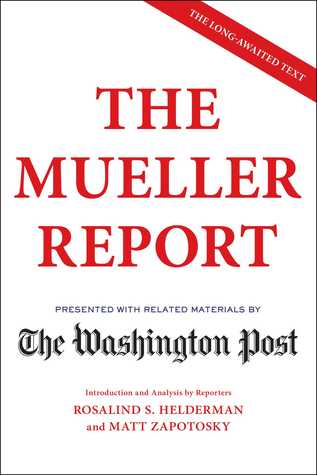 THE LONG-AWAITED TEXT
THE
MUELLER
REPORT
PRESENTED WITH RELATED MATERIALS BY
The Washington Post
Introduction and Analysis by Reporters
ROSALIND S. HELDERMAN
and MATT ZAPOTOSKY